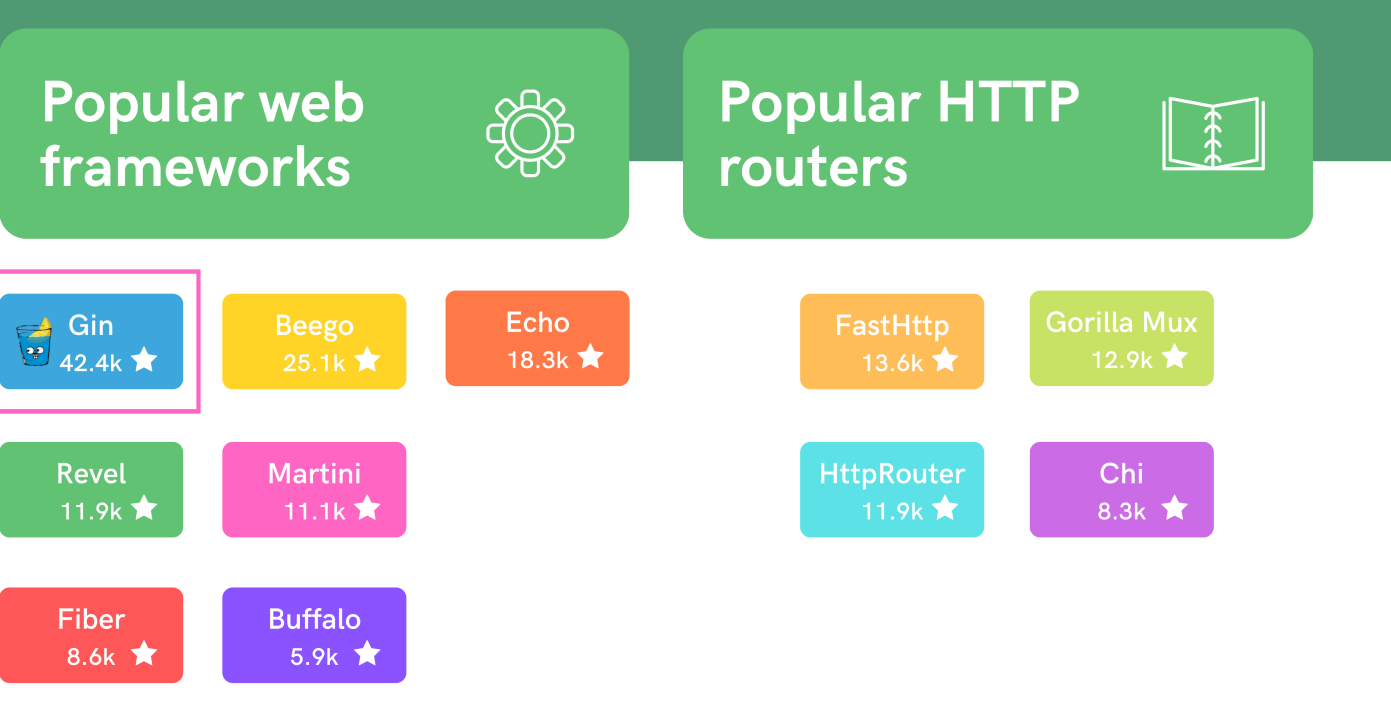 Popular web
frameworks
Popular HTTP
routers
Gin
42.4k
Beego
25.1k
Echo
18.3k
FastHttp
13.6k
Gorilla Mux
12.9k
Revel
11.9k
Martini
11.1k
HttpRouter
11.9k
Chi
8.3k
Fiber
8.6k
Buffalo
5.9k